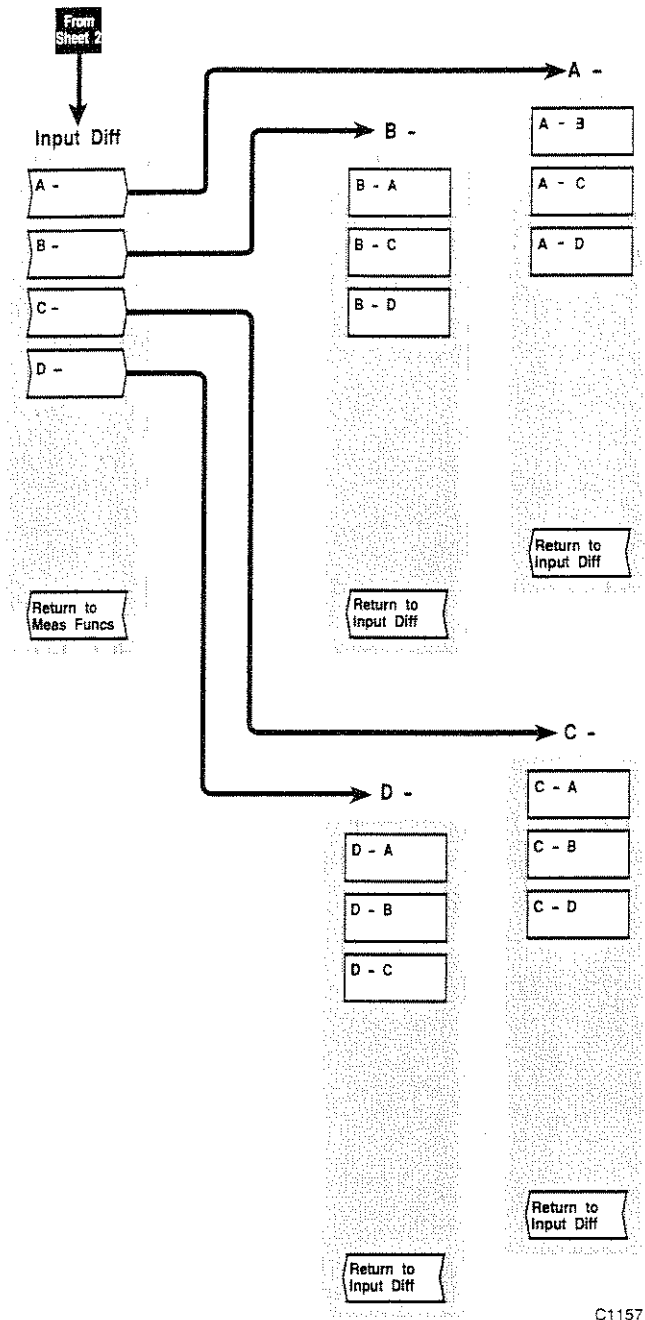 From
Sheet 2
Input Diff
A -
B -
C -
D -
Return to
Meas Funcs
B -
B - A
B - C
B - D
Return to
Input Diff
A -
A - B
A - C
A - D
Return to
Input Diff
D -
D - A
D - B
D - C
Return to
Input Diff
C -
C - A
C - B
C - D
Return to
Input Diff
C1157